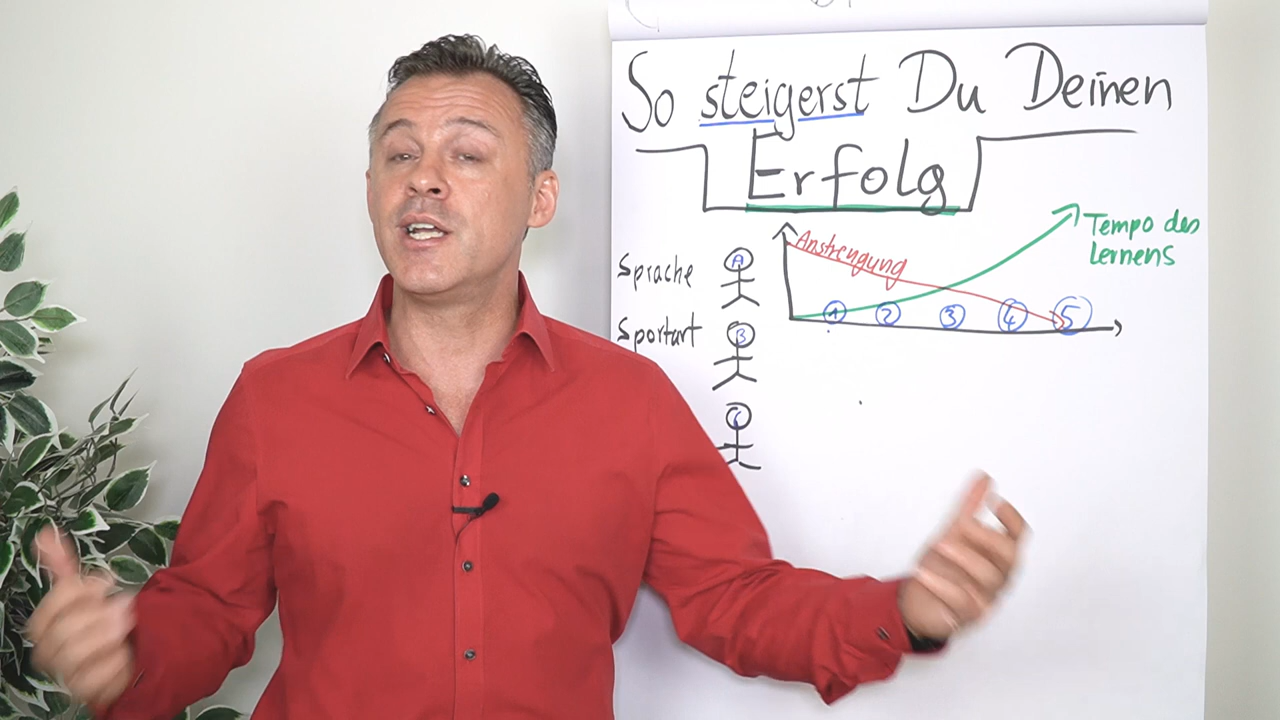 So steigerst Du Deinen
Erfolg
Anstrengung
Tempo des
lernens
Sprache
A
1 2 3 4 5
Sportart
B
C